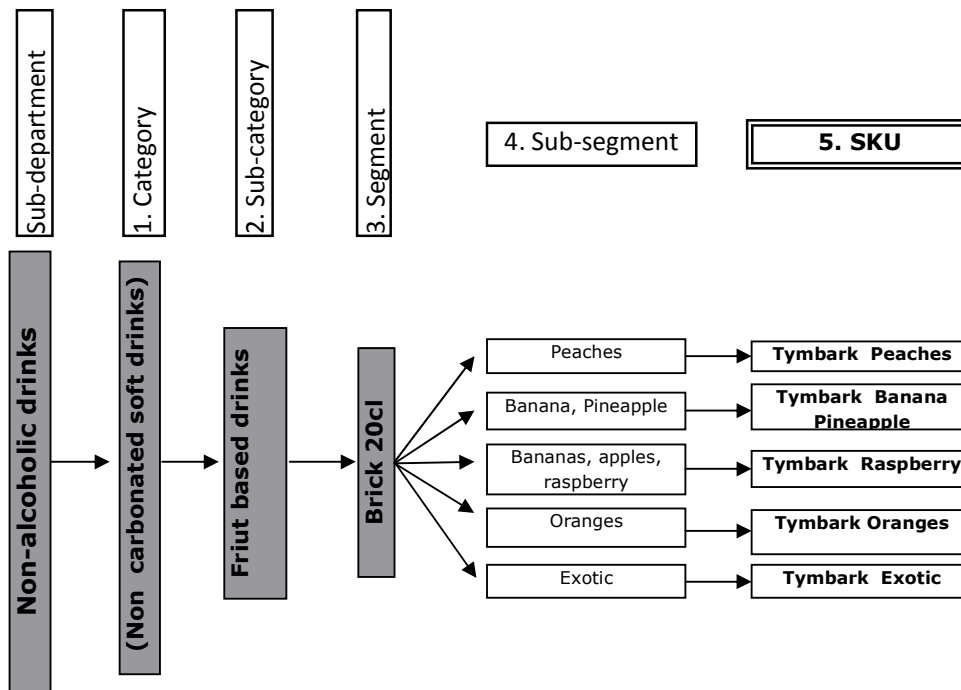 Sub-department
1. Category
2. Sub-category
3. Segment
4. Sub-segment
5. SKU
Non-alcoholic drinks
(Non carbonated soft drinks)
Friut based drinks
Brick 20cl
Peaches
Tymbark Peaches
Banana, Pineapple
Tymbark Banana
Pineapple
Bananas, apples,
raspberry
Tymbark Raspberry
Oranges
Tymbark Oranges
Exotic
Tymbark Exotic